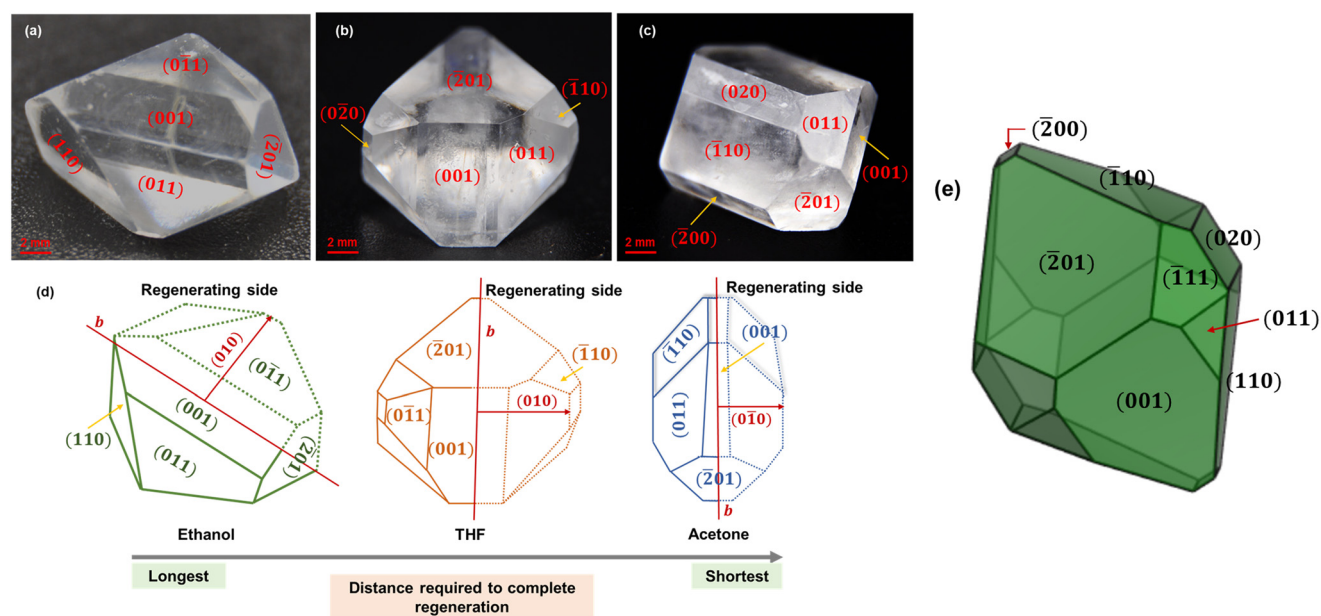 (a)
(01̄1)
(001)
(1̄10)
(011)
(2̄01)
2 mm
(b)
(2̄01)
(1̄10)
(02̄0)
(011)
(001)
2 mm
(c)
(020)
(011)
(1̄10)
(001)
(2̄01)
(2̄00)
2 mm
(d)
Regenerating side
b
(010)
(01̄1)
(001)
(110)
(011)
(2̄01)
Ethanol
Regenerating side
b
(2̄01)
(1̄10)
(01̄1)
(010)
(001)
THF
Regenerating side
(1̄10)
(001)
(011)
(01̄0)
(2̄01)
b
Acetone
Longest
Distance required to complete
regeneration
Shortest
(e)
(2̄00)
(1̄10)
(020)
(2̄01)
(1̄11)
(011)
(110)
(001)